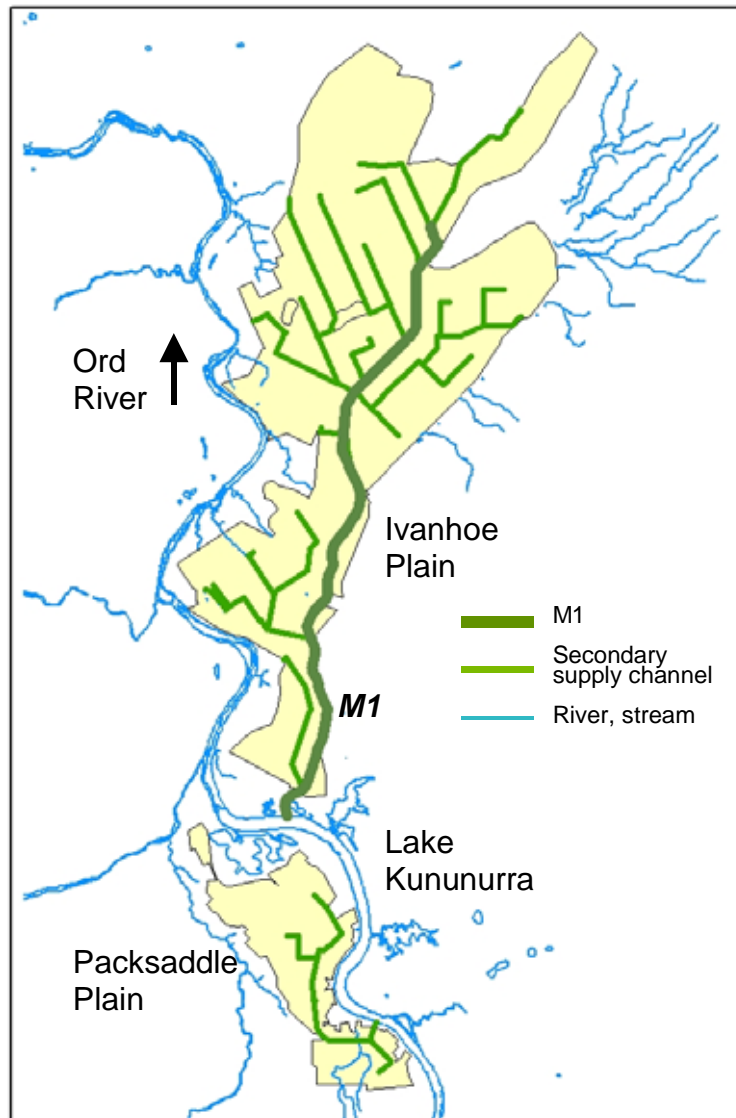 Ord
River
Ivanhoe
Plain
M1
Secondary
supply channel
River, stream
M1
Lake
Kununurra
Packsaddle
Plain